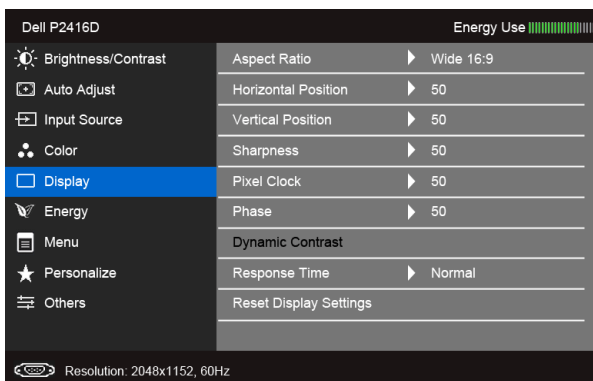 Dell P2416D Energy Use
Brightness/Contrast Aspect Ratio Wide 16:9
Auto Adjust Horizontal Position 50
Input Source Vertical Position 50
Color Sharpness 50
Display Pixel Clock 50
Energy Phase 50
Menu Dynamic Contrast
Personalize Response Time Normal
Others Reset Display Settings
Resolution: 2048x1152, 60Hz